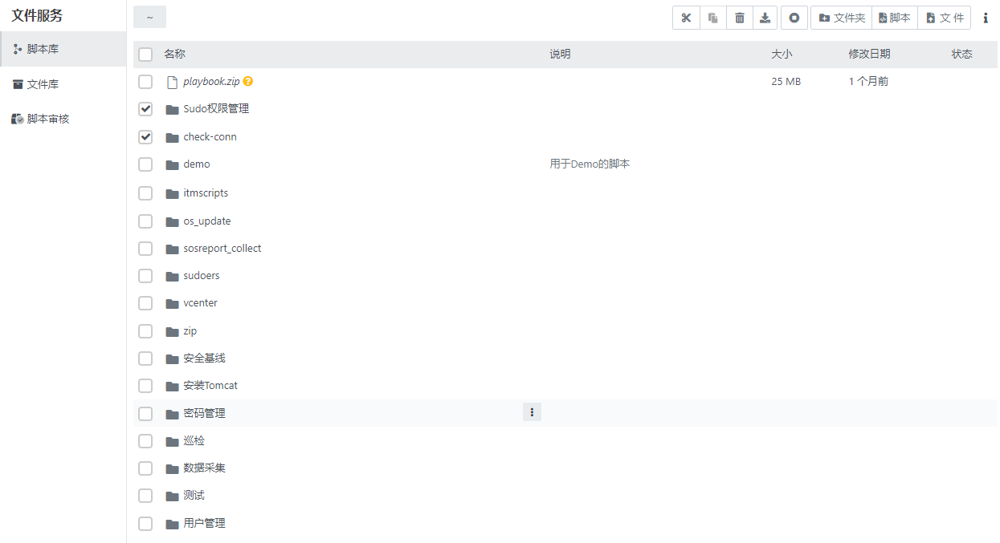 文件服务
~
文件夹 脚本 文 件
脚本库
文件库
脚本审核
名称 说明 大小 修改日期 状态
playbook.zip 25 MB 1 个月前
Sudo权限管理
check-conn
demo 用于Demo的脚本
itmscripts
os_update
sosreport_collect
sudoers
vcenter
zip
安全基线
安装Tomcat
密码管理
巡检
数据采集
测试
用户管理